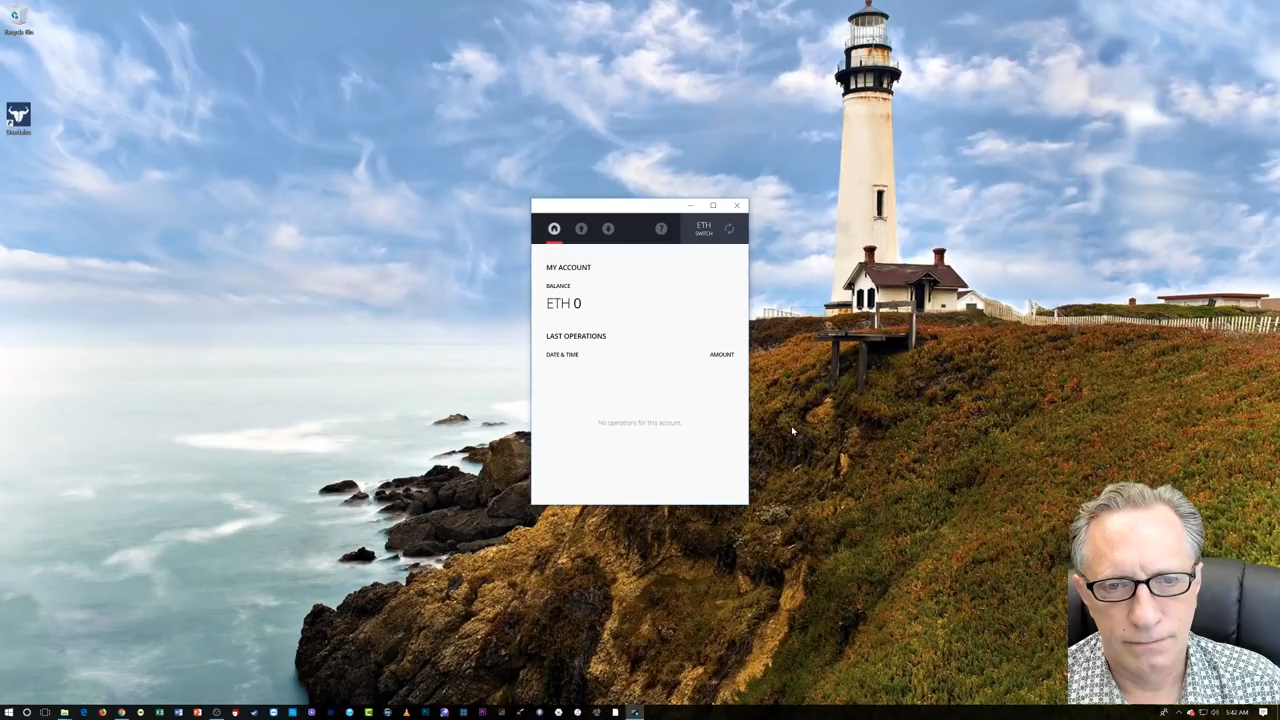 Recycle Bin
Daedalus
ETH
SWITCH
?
MY ACCOUNT
BALANCE
ETH 0
LAST OPERATIONS
DATE & TIME AMOUNT
No operations for this account.
5:42 AM